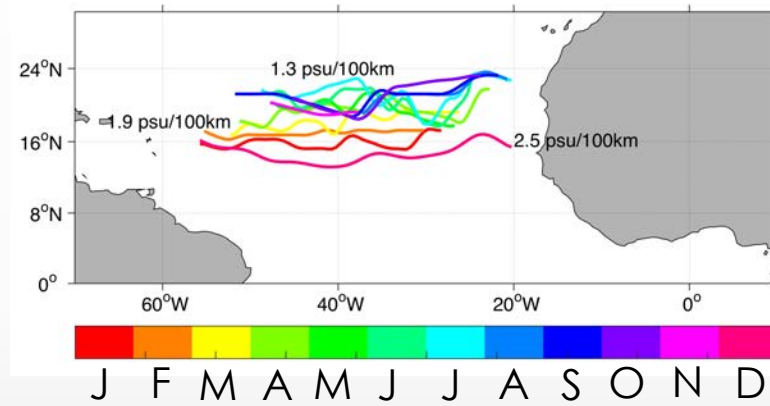 24°N
1.3 psu/100km
1.9 psu/100km
16°N
2.5 psu/100km
8°N
0°
60°W 40°W 20°W 0°
J F M A M J J A S O N D